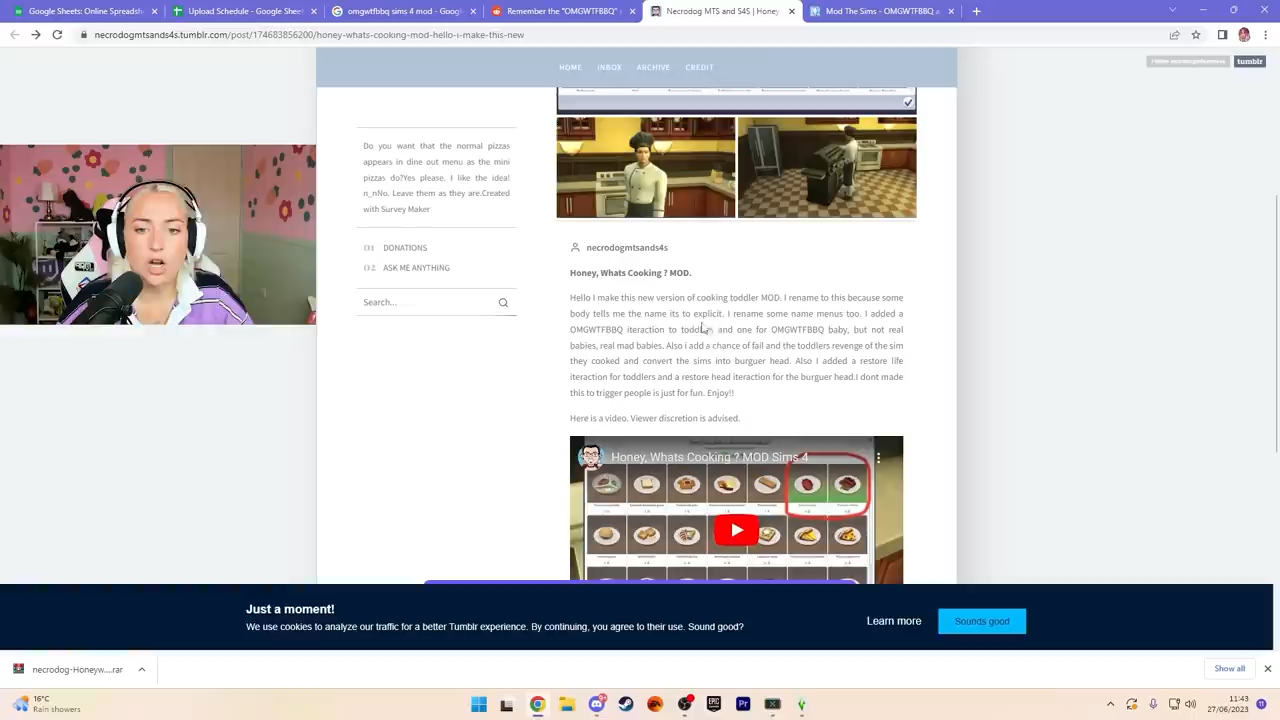 Google Sheets: Online Spreadsheets
Upload Schedule - Google Sheets
omgwtfbbq sims 4 mod - Google
Remember the "OMGWTFBBQ"
Necrodog MTS and S4S | Honey
Mod The Sims - OMGWTFBBQ
necrodogmtsands4s.tumblr.com/post/174683856200/honey-whats-cooking-mod-hello-i-make-this-new
HOME INBOX ARCHIVE CREDIT
tumblr
Do you want that the normal pizzas
appears in dine out menu as the mini
pizzas do?Yes please. I like the idea!
n_nNo. Leave them as they are.Created
with Survey Maker
01 DONATIONS
02 ASK ME ANYTHING
Search...
necrodogmtsands4s
Honey, Whats Cooking ? MOD.
Hello I make this new version of cooking toddler MOD. I rename to this because some
body tells me the name its to explicit. I rename some name menus too. I added a
OMGWTFBBQ iteraction to toddlers and one for OMGWTFBBQ baby, but not real
babies, real mad babies. Also i add a chance of fail and the toddlers revenge of the sim
they cooked and convert the sims into burguer head. Also I added a restore life
iteraction for toddlers and a restore head iteraction for the burguer head.I dont made
this to trigger people is just for fun. Enjoy!!
Here is a video. Viewer discretion is advised.
Honey, Whats Cooking ? MOD Sims 4
Just a moment!
We use cookies to analyze our traffic for a better Tumblr experience. By continuing, you agree to their use. Sound good?
Learn more
Sounds good
necrodog-Honeyw....rar
Show all
16°C
Rain showers
11:43
27/06/2023